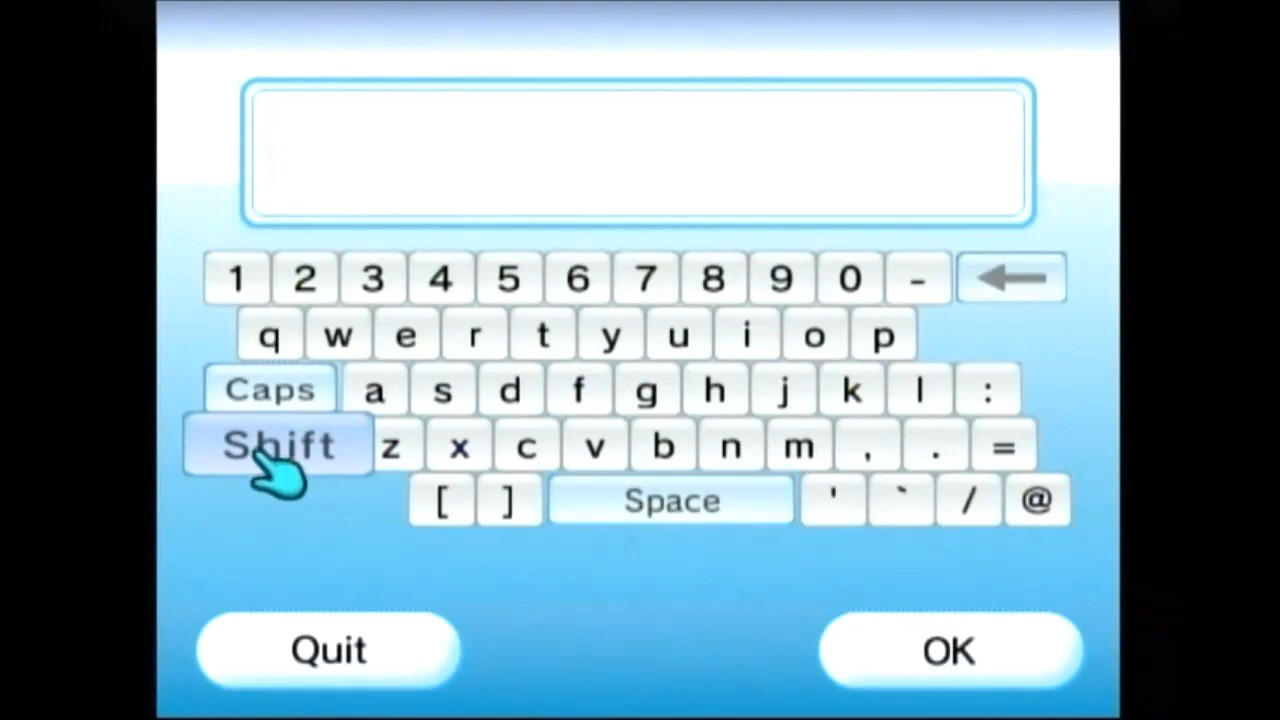 1 2 3 4 5 6 7 8 9 0 -
q w e r t y u i o p
Caps a s d f g h j k l :
Shift z x c v b n m , . =
[ ] Space ' ` / @
Quit OK